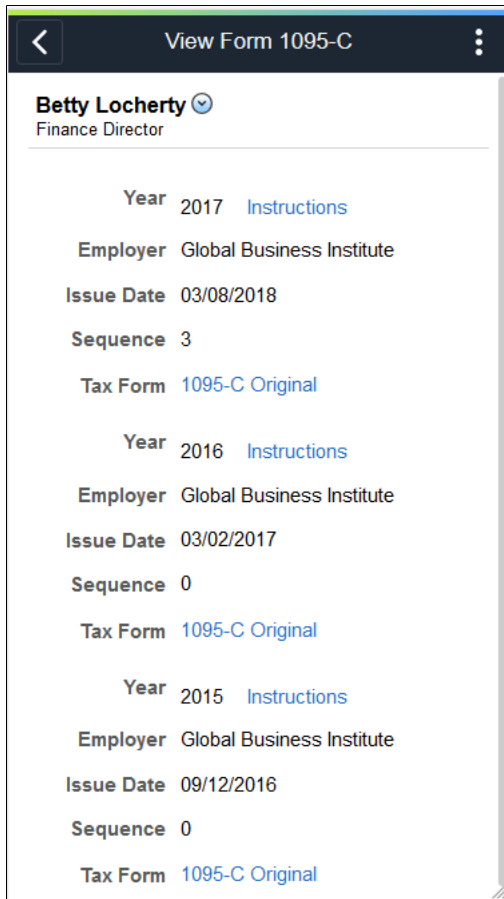 View Form 1095-C
Betty Locherty
Finance Director
Year 2017 Instructions
Employer Global Business Institute
Issue Date 03/08/2018
Sequence 3
Tax Form 1095-C Original
Year 2016 Instructions
Employer Global Business Institute
Issue Date 03/02/2017
Sequence 0
Tax Form 1095-C Original
Year 2015 Instructions
Employer Global Business Institute
Issue Date 09/12/2016
Sequence 0
Tax Form 1095-C Original